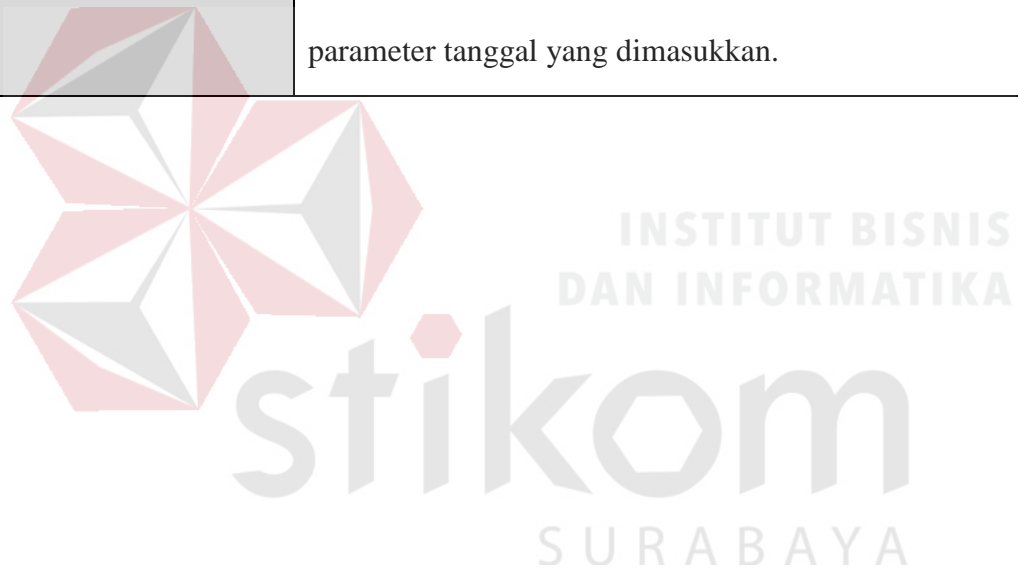 parameter tanggal yang dimasukkan.
INSTITUT BISNIS
DAN INFORMATIKA
stikom
SURABAYA